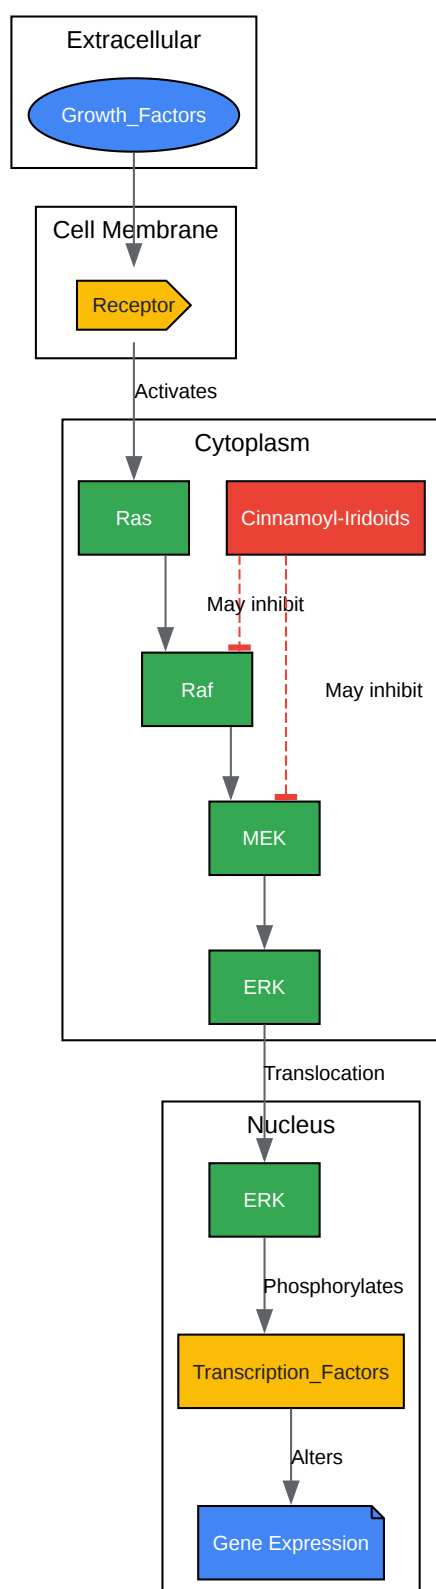 Extracellular
Growth_Factors
Cell Membrane
Receptor
Activates
Cytoplasm
Ras
Cinnamoyl-Iridoids
May inhibit
Raf
May inhibit
MEK
ERK
Translocation
Nucleus
ERK
Phosphorylates
Transcription_Factors
Alters
Gene Expression